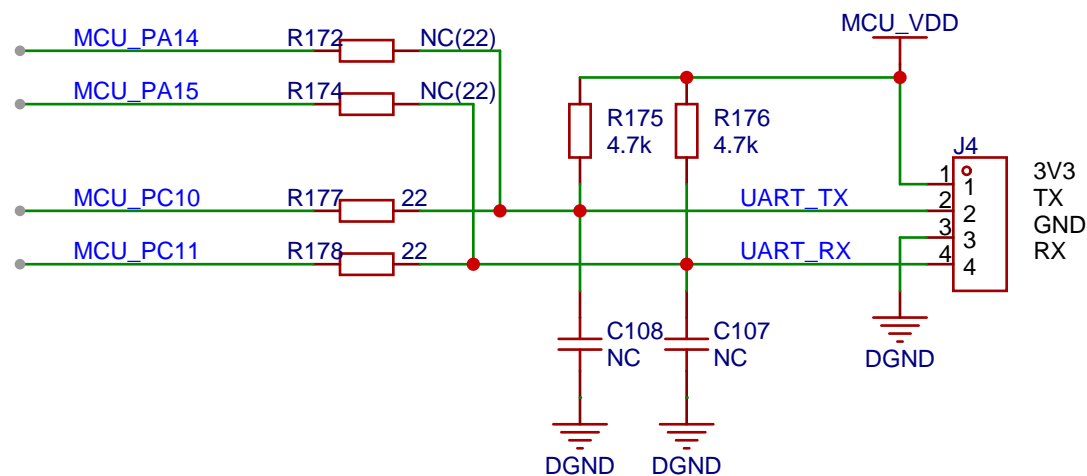 MCU_VDD
MCU_PA14 R172 NC(22)
MCU_PA15 R174 NC(22)
R175 R176
4.7k 4.7k
J4
1 1 3V3
MCU_PC10 R177 22 UART_TX 2 2 TX
3 3 GND
MCU_PC11 R178 22 UART_RX 4 4 RX
C108 C107
NC NC
DGND
DGND DGND